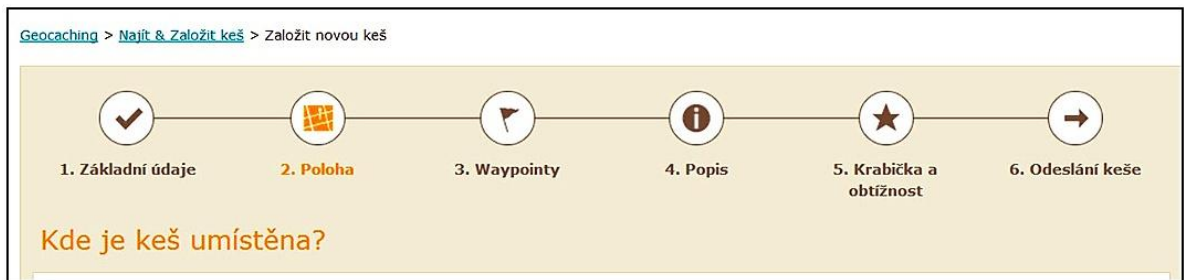 Geocaching > Najít & Založit keš > Založit novou keš
1. Základní údaje
2. Poloha
3. Waypointy
4. Popis
5. Krabička a
obtížnost
6. Odeslání keše
Kde je keš umístěna?